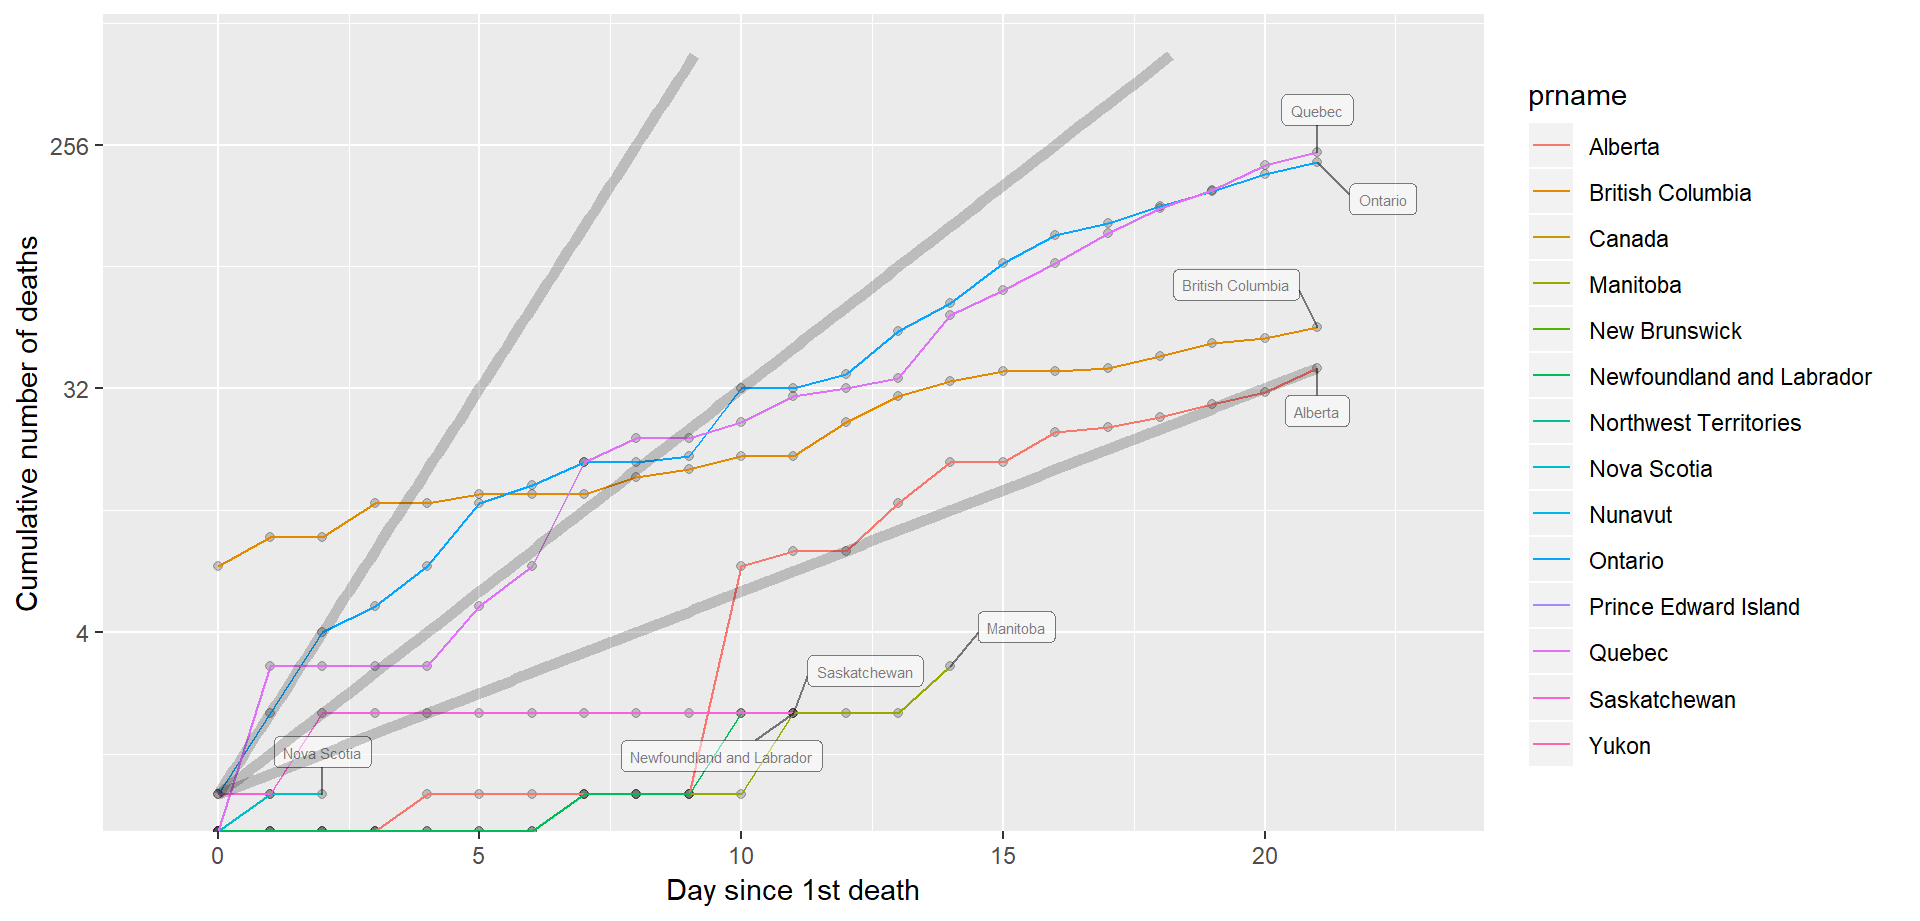 Cumulative number of deaths
256
32
4
0
5
10
15
20
Day since 1st death
Quebec
Ontario
British Columbia
Alberta
Manitoba
Saskatchewan
Nova Scotia
Newfoundland and Labrador
prname
Alberta
British Columbia
Canada
Manitoba
New Brunswick
Newfoundland and Labrador
Northwest Territories
Nova Scotia
Nunavut
Ontario
Prince Edward Island
Quebec
Saskatchewan
Yukon